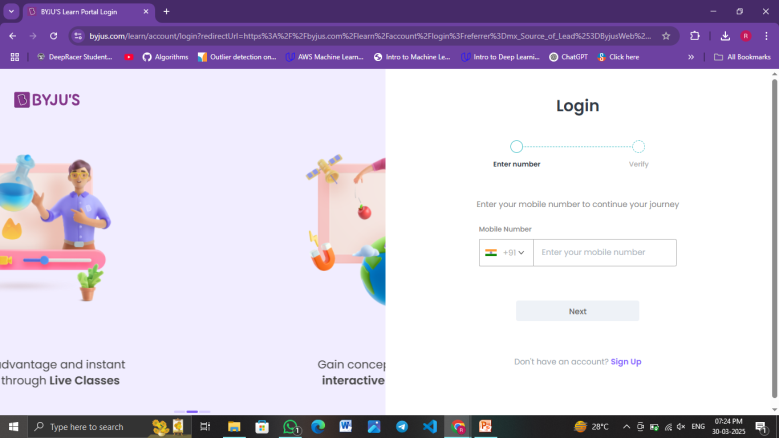 BYJU'S Learn Portal Login
byjus.com/learn/account/login?redirectUrl=https%3A%2F%2Fbyjus.com%2Flearn%2Faccount%2Flogin%3Freferrer%3Dmx_Source_of_Lead%253DByjusWeb%2...
R
DeepRacer Student...
Algorithms
Outlier detection on...
AWS Machine Learn...
Intro to Machine Le...
Intro to Deep Learni...
ChatGPT
Click here
»
All Bookmarks
BYJU'S
dvantage and instant
through Live Classes
Gain concep
interactive
Login
Enter number
Verify
Enter your mobile number to continue your journey
Mobile Number
+91
Enter your mobile number
Next
Don't have an account? Sign Up
Type here to search
1
28°C
ENG
07:24 PM
30-03-2025
1